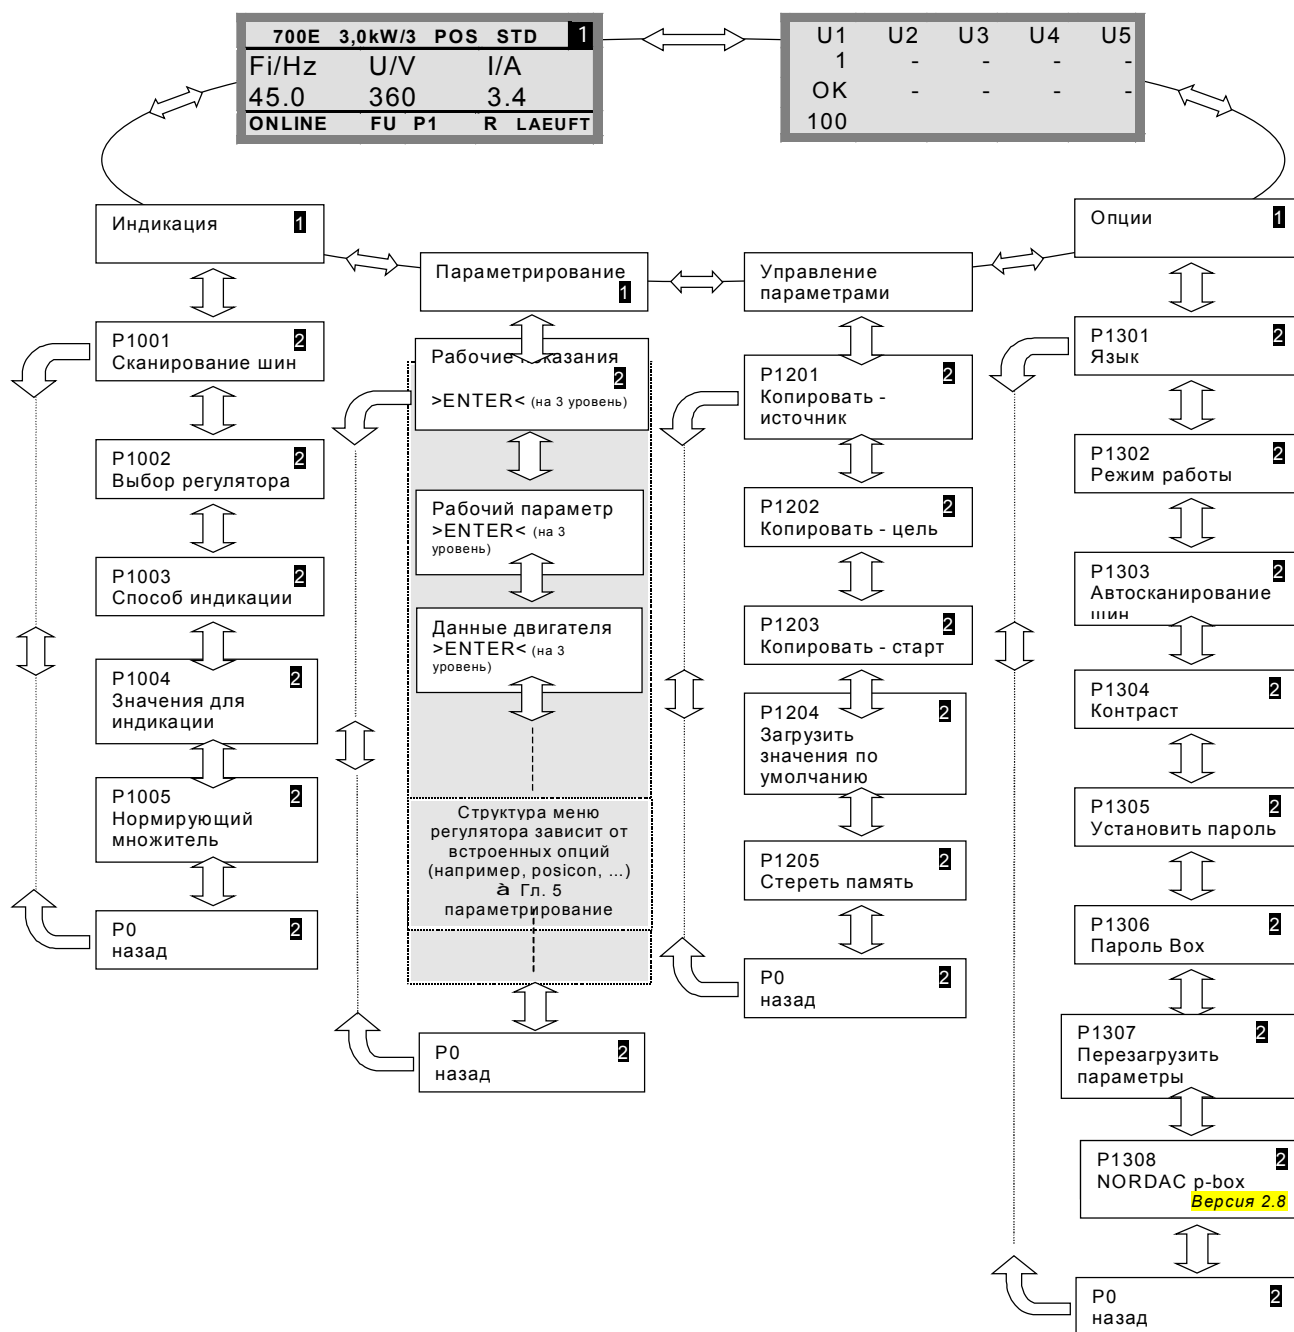 700E 3,0kW/3 POS STD 1
Fi/Hz U/V I/A
45.0 360 3.4
ONLINE FU P1 R LAEUFT
U1 U2 U3 U4 U5
1 - - - -
OK - - - -
100
Индикация 1
P1001 2
Сканирование шин
P1002 2
Выбор регулятора
P1003 2
Способ индикации
P1004 2
Значения для
индикации
P1005 2
Нормирующий
множитель
P0 2
назад
Параметрирование
1
Рабочие показания
2
>ENTER< (на 3 уровень)
Рабочий параметр
>ENTER< (на 3
уровень)
Данные двигателя
>ENTER< (на 3
уровень)
Структура меню
регулятора зависит от
встроенных опций
(например, posicon, ...)
à Гл. 5
параметрирование
P0 2
назад
Управление
параметрами
P1201 2
Копировать -
источник
P1202 2
Копировать - цель
P1203 2
Копировать - старт
P1204 2
Загрузить
значения по
умолчанию
P1205 2
Стереть память
P0 2
назад
Опции 1
P1301 2
Язык
P1302 2
Режим работы
P1303 2
Автосканирование
шин
P1304 2
Контраст
P1305 2
Установить пароль
P1306 2
Пароль Box
P1307 2
Перезагрузить
параметры
P1308 2
NORDAC p-box
Версия 2.8
P0 2
назад